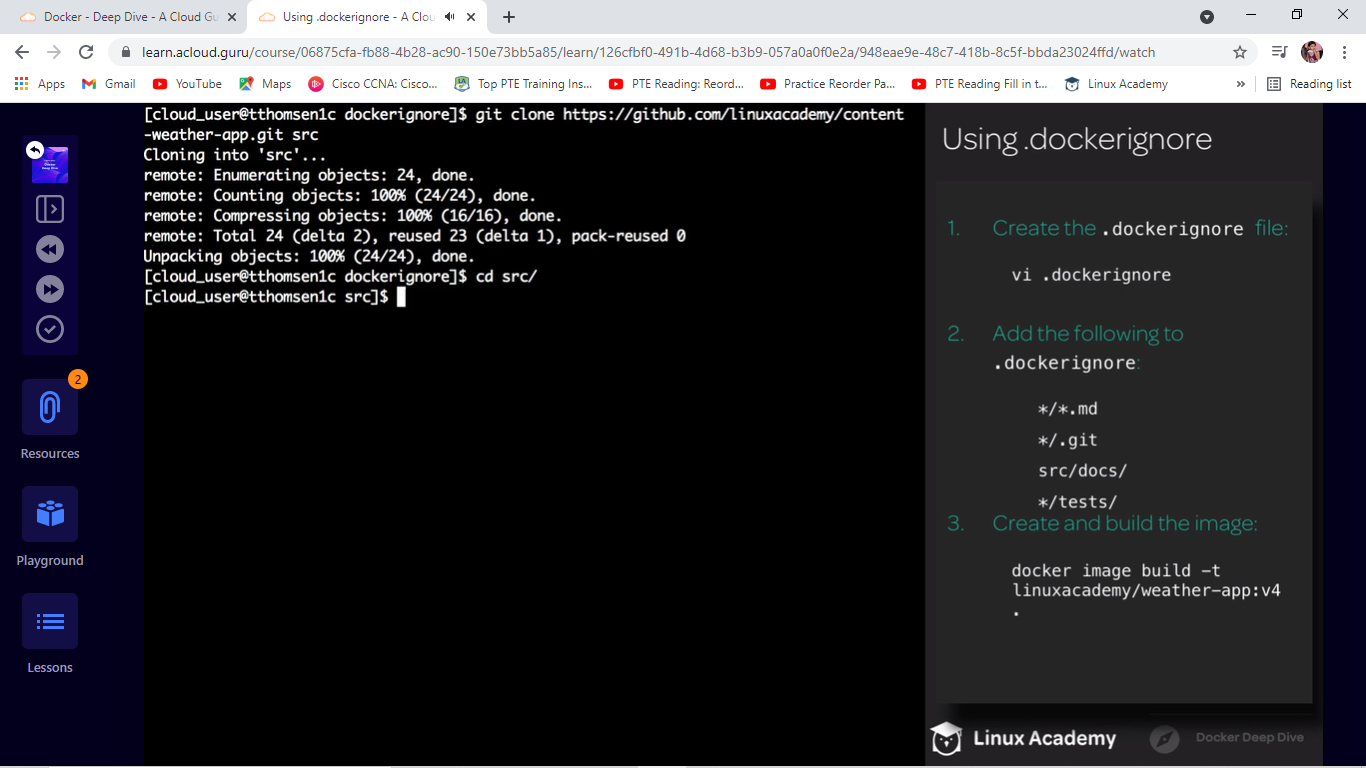 Docker - Deep Dive - A Cloud Gu
Using .dockerignore - A Clou
learn.acloud.guru/course/06875cfa-fb88-4b28-ac90-150e73bb5a85/learn/126cfbf0-491b-4d68-b3b9-057a0a0f0e2a/948eae9e-48c7-418b-8c5f-bbda23024ffd/watch
Apps Gmail YouTube Maps Cisco CCNA: Cisco... Top PTE Training Ins... PTE Reading: Reord... Practice Reorder Pa... PTE Reading Fill in t... Linux Academy » Reading list
[cloud_user@tthomsen1c dockerignore]$ git clone https://github.com/linuxacademy/content
-weather-app.git src
Cloning into 'src'...
remote: Enumerating objects: 24, done.
remote: Counting objects: 100% (24/24), done.
remote: Compressing objects: 100% (16/16), done.
remote: Total 24 (delta 2), reused 23 (delta 1), pack-reused 0
Unpacking objects: 100% (24/24), done.
[cloud_user@tthomsen1c dockerignore]$ cd src/
[cloud_user@tthomsen1c src]$
2
Resources
Playground
Lessons
Using .dockerignore
1. Create the .dockerignore file:
vi .dockerignore
2. Add the following to
.dockerignore:
*/*.md
*/.git
src/docs/
*/tests/
3. Create and build the image:
docker image build -t
linuxacademy/weather-app:v4
.
Linux Academy
Docker Deep Dive